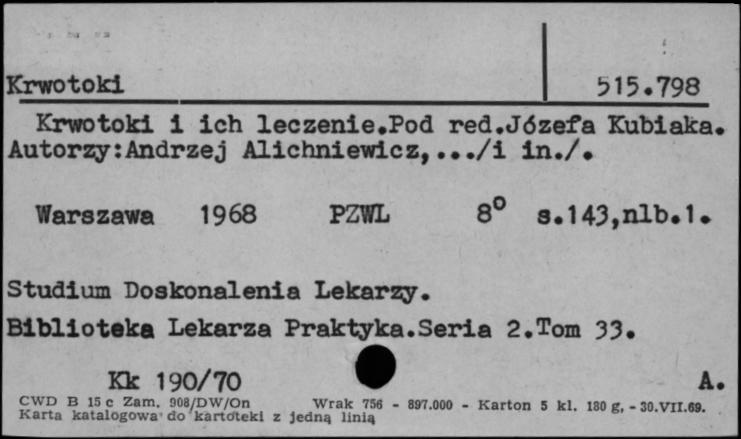 Krwotoki 515.798
Krwotoki i ich leczenie.Pod red.Józefa Kubiaka.
Autorzy:Andrzej Alichniewicz,.../i in./.
Warszawa 1968 PZWL 8° s.143,nlb.1.
Studium Doskonalenia Lekarzy.
Biblioteka Lekarza Praktyka.Seria 2.Tom 33.
Kk 190/70 A.
CWD B 15 c Zam. 908/DW/On Wrak 756 - 897.000 - Karton 5 kl. 180 g, - 30.VII.69.
Karta katalogowa do kartoteki z jedną linią